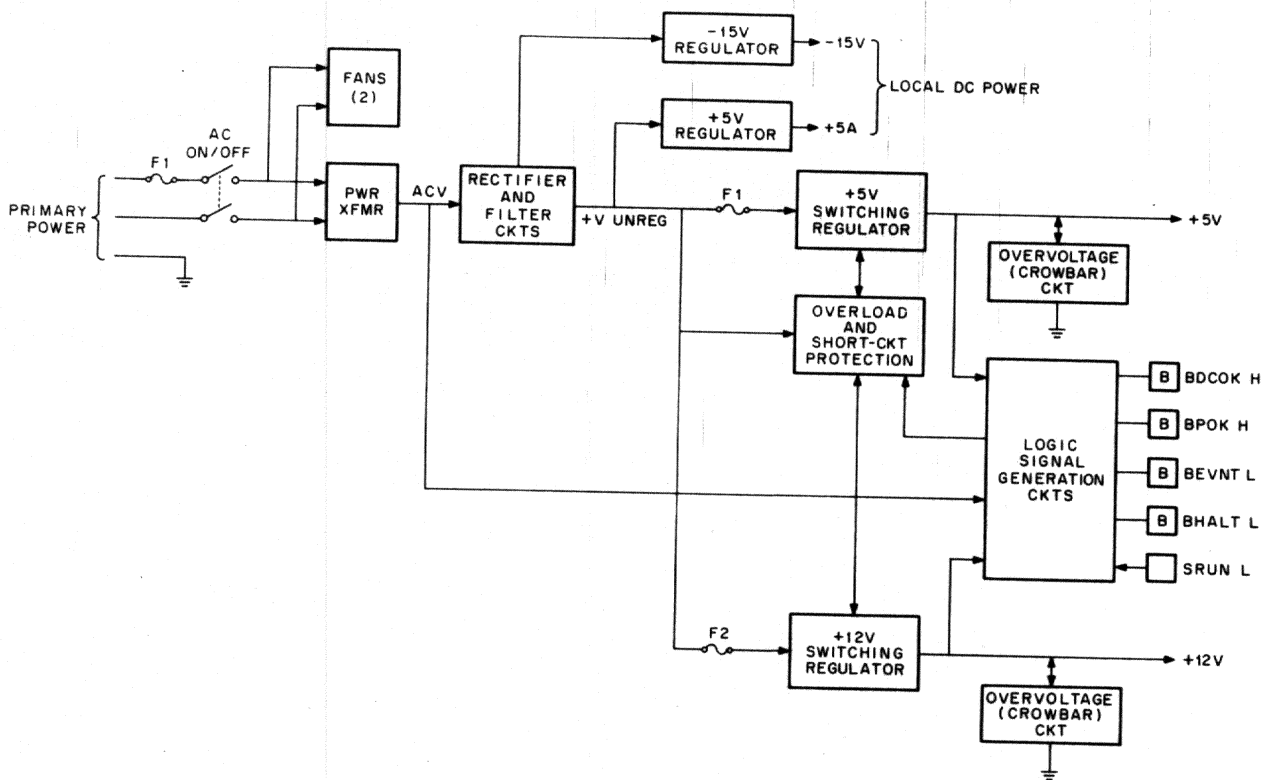 -15V
REGULATOR
-15V
LOCAL DC POWER
+5V
REGULATOR
+5A
FANS
(2)
AC
ON/OFF
F1
PRIMARY
POWER
PWR
XFMR
ACV
RECTIFIER
AND
FILTER
CKTS
+V UNREG
F1
+5V
SWITCHING
REGULATOR
+5V
OVERVOLTAGE
(CROWBAR)
CKT
OVERLOAD
AND
SHORT-CKT
PROTECTION
LOGIC
SIGNAL
GENERATION
CKTS
B BDCOK H
B BPOK H
B BEVNT L
B BHALT L
SRUN L
F2
+12V
SWITCHING
REGULATOR
+12V
OVERVOLTAGE
(CROWBAR)
CKT